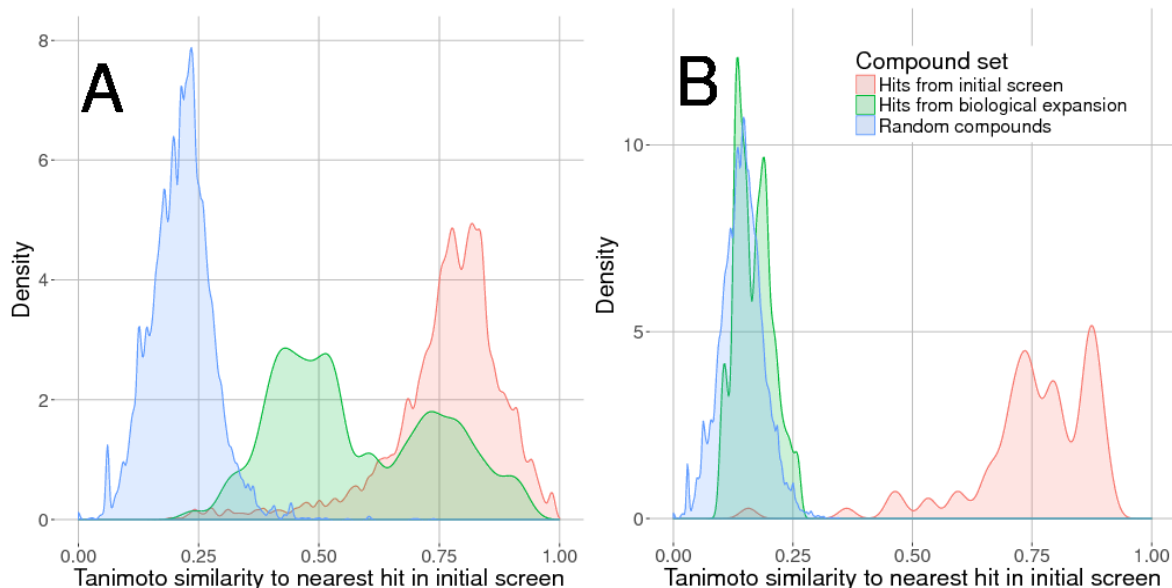 A
8
6
4
2
0
Density
0.00 0.25 0.50 0.75 1.00
Tanimoto similarity to nearest hit in initial screen
B
Compound set
Hits from initial screen
Hits from biological expansion
Random compounds
10
5
0
Density
0.00 0.25 0.50 0.75 1.00
Tanimoto similarity to nearest hit in initial screen